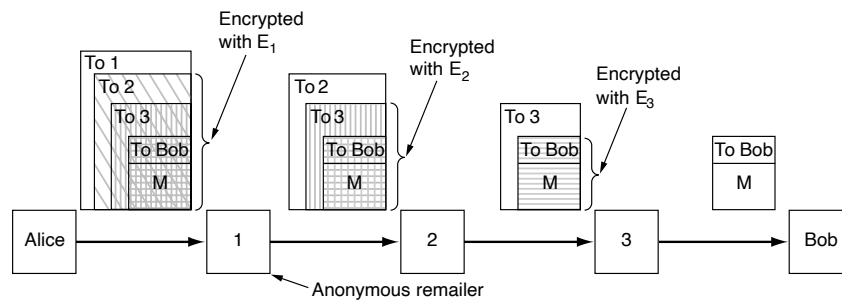 Encrypted
with E1
Encrypted
with E2
Encrypted
with E3
To 1
To 2
To 3
To Bob
M
To 2
To 3
To Bob
M
To 3
To Bob
M
To Bob
M
Alice
1
2
3
Bob
Anonymous remailer